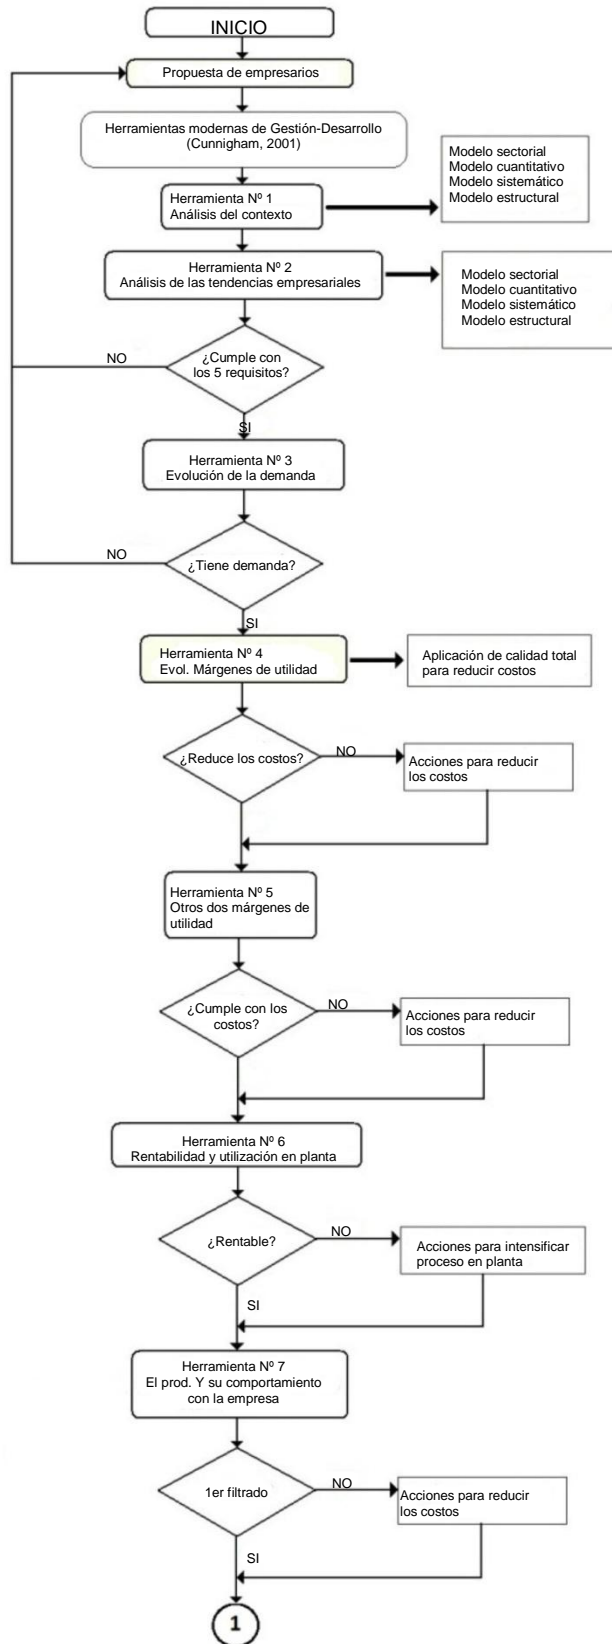 INICIO
Propuesta de empresarios
Herramientas modernas de Gestión-Desarrollo
(Cunnigham, 2001)
Herramienta Nº 1
Análisis del contexto
Modelo sectorial
Modelo cuantitativo
Modelo sistemático
Modelo estructural
Herramienta Nº 2
Análisis de las tendencias empresariales
Modelo sectorial
Modelo cuantitativo
Modelo sistemático
Modelo estructural
NO
¿Cumple con
los 5 requisitos?
SI
Herramienta Nº 3
Evolución de la demanda
NO
¿Tiene demanda?
SI
Herramienta Nº 4
Evol. Márgenes de utilidad
Aplicación de calidad total
para reducir costos
¿Reduce los costos?
NO
Acciones para reducir
los costos
Herramienta Nº 5
Otros dos márgenes de
utilidad
¿Cumple con los
costos?
NO
Acciones para reducir
los costos
Herramienta Nº 6
Rentabilidad y utilización en planta
¿Rentable?
NO
Acciones para intensificar
proceso en planta
SI
Herramienta Nº 7
El prod. Y su comportamiento
con la empresa
1er filtrado
NO
Acciones para reducir
los costos
SI
1